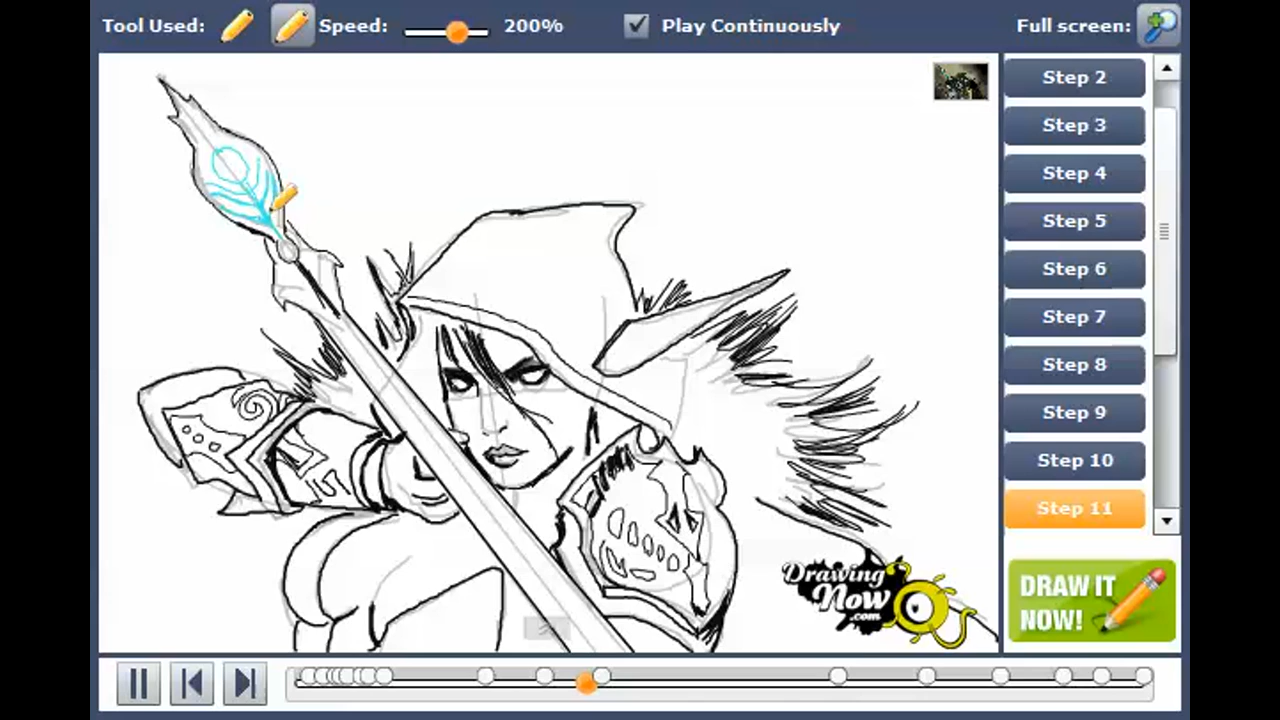 Tool Used:
Speed:
200%
Play Continuously
Full screen:
Step 2
Step 3
Step 4
Step 5
Step 6
Step 7
Step 8
Step 9
Step 10
Step 11
Drawing
Now
.com
DRAW IT
NOW!